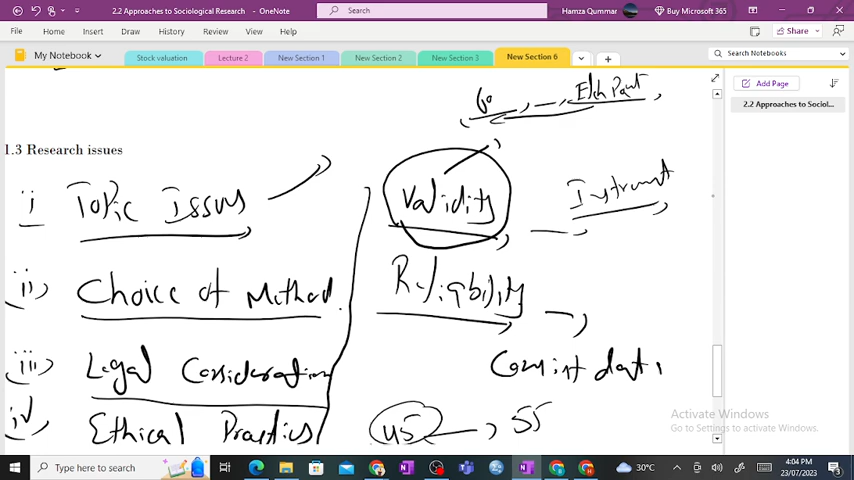 2.2 Approaches to Sociological Research - OneNote
Search
Hamza Qummar
Buy Microsoft 365
File Home Insert Draw History Review View Help
Share
My Notebook
Stock valuation
Lecture 2
New Section 1
New Section 2
New Section 3
New Section 6
Search Notebooks
Add Page
2.2 Approaches to Sociol...
1.3 Research issues
i Topic Issues
Validity
ii) Choice of Method
Reliability
iii) Legal Consideration
iv) Ethical Practics
45
55
Activate Windows
Go to Settings to activate Windows.
Type here to search
30°C
4:04 PM
23/07/2023
3